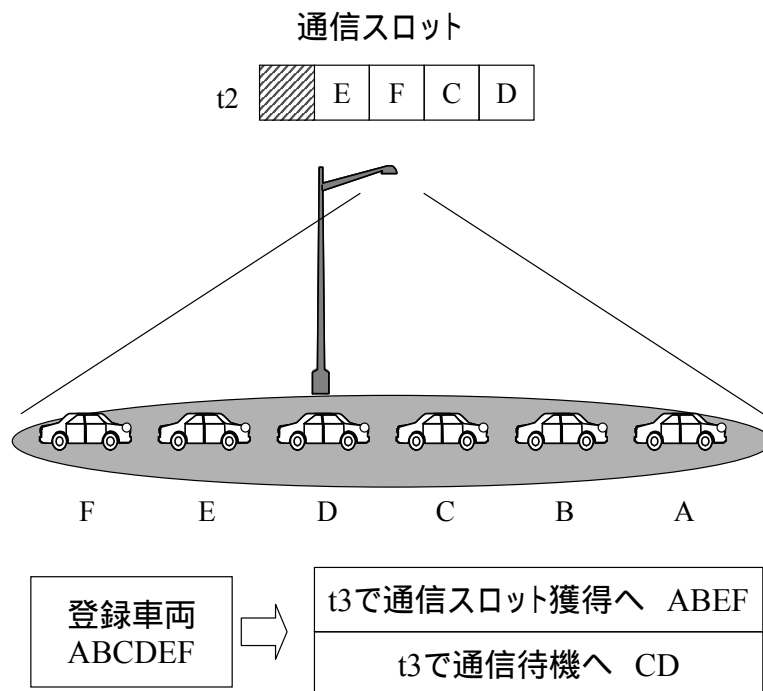 通信スロット
t2 E F C D
F E D C B A
登録車両
ABCDEF
t3で通信スロット獲得へ ABEF
t3で通信待機へ CD